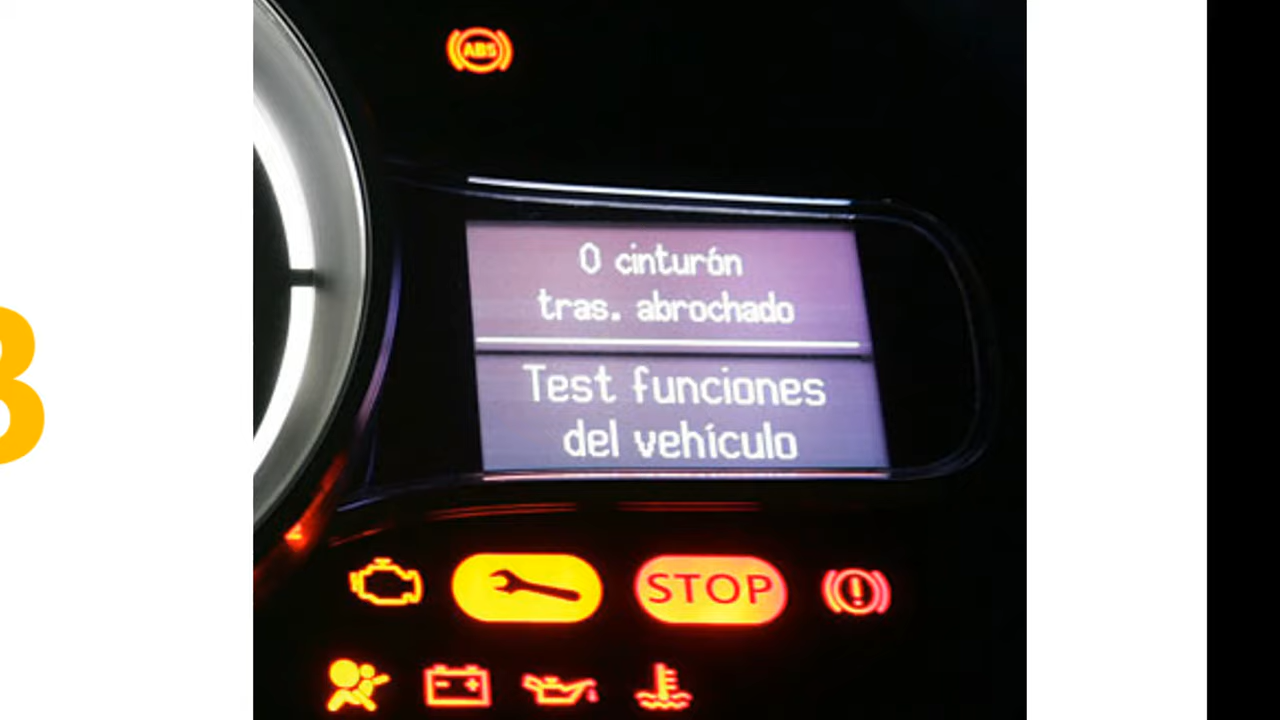 ABS
0 cinturón
tras. abrochado
Test funciones
del vehículo
STOP